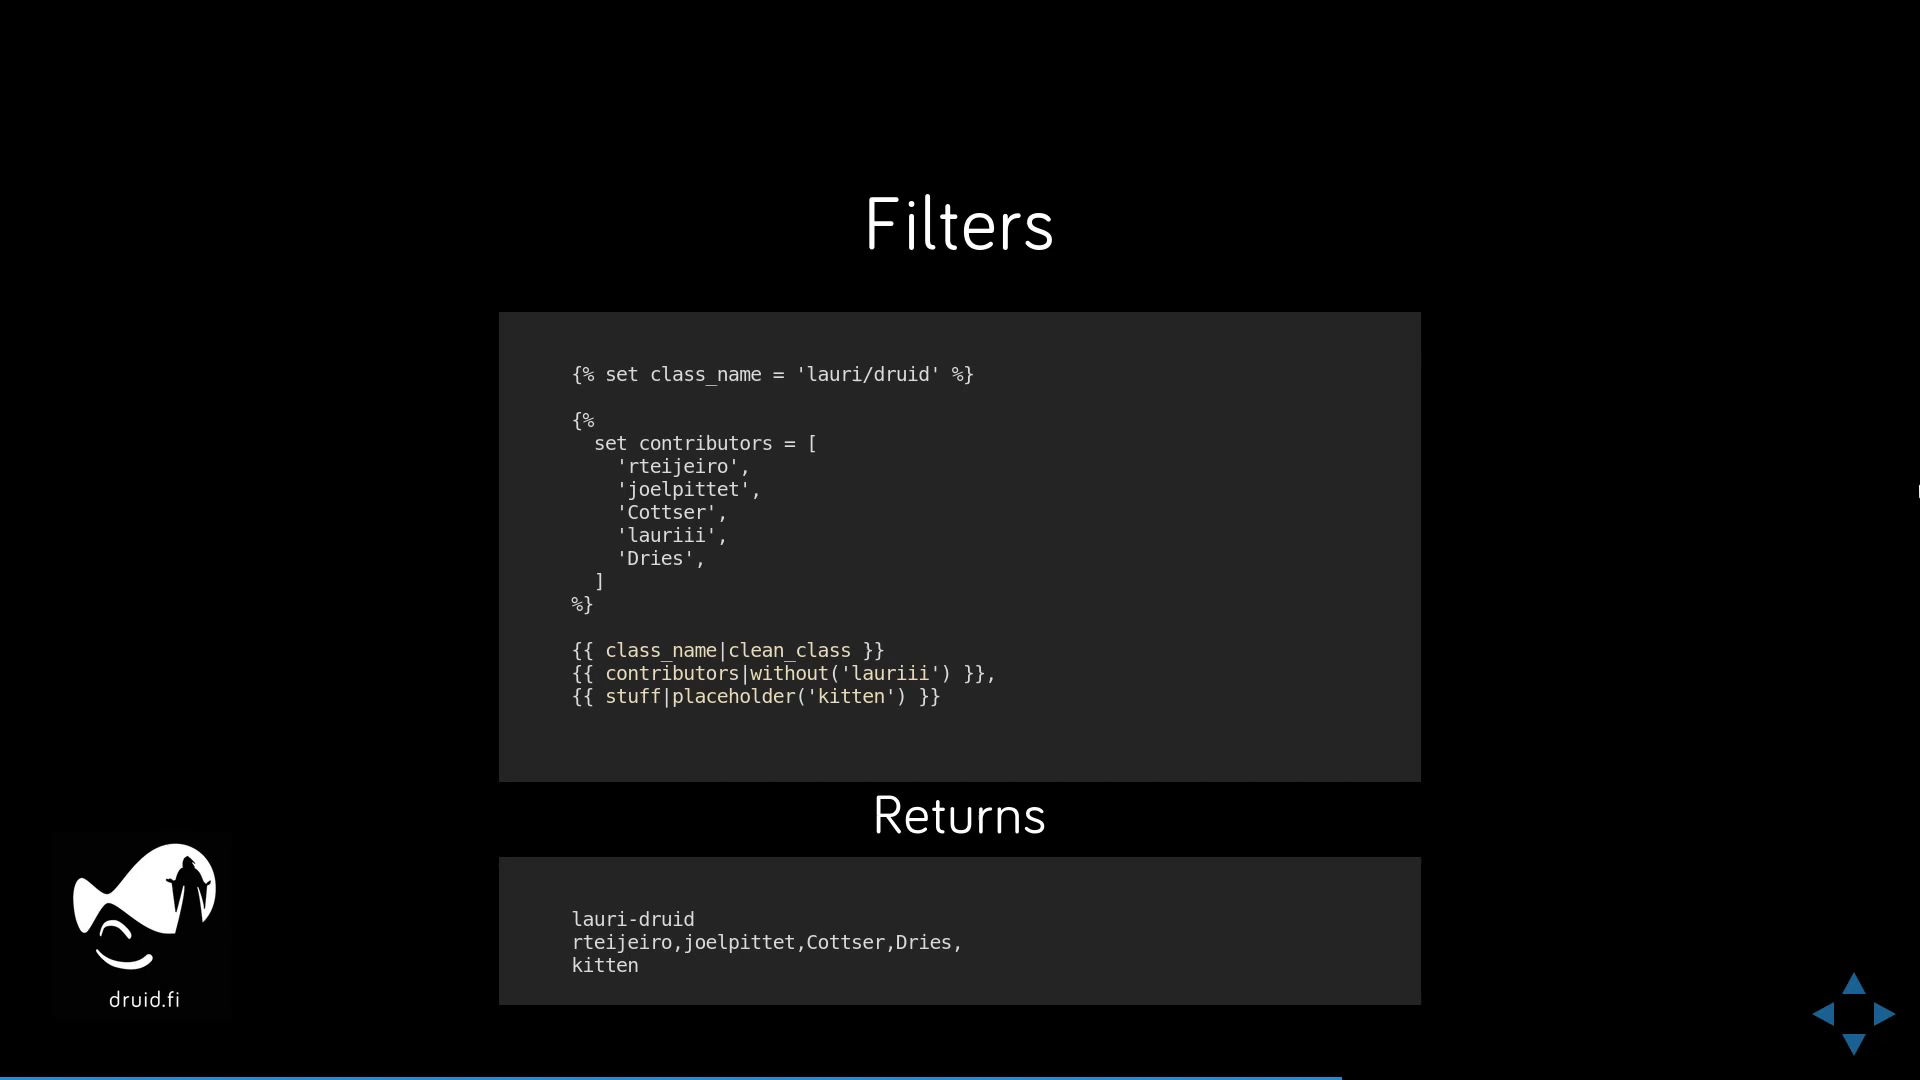 Filters
{% set class_name = 'lauri/druid' %}
{%
  set contributors = [
    'rteijeiro',
    'joelpittet',
    'Cottser',
    'lauriii',
    'Dries',
  ]
%}
{{ class_name|clean_class }}
{{ contributors|without('lauriii') }},
{{ stuff|placeholder('kitten') }}
Returns
lauri-druid
rteijeiro,joelpittet,Cottser,Dries,
kitten
druid.fi